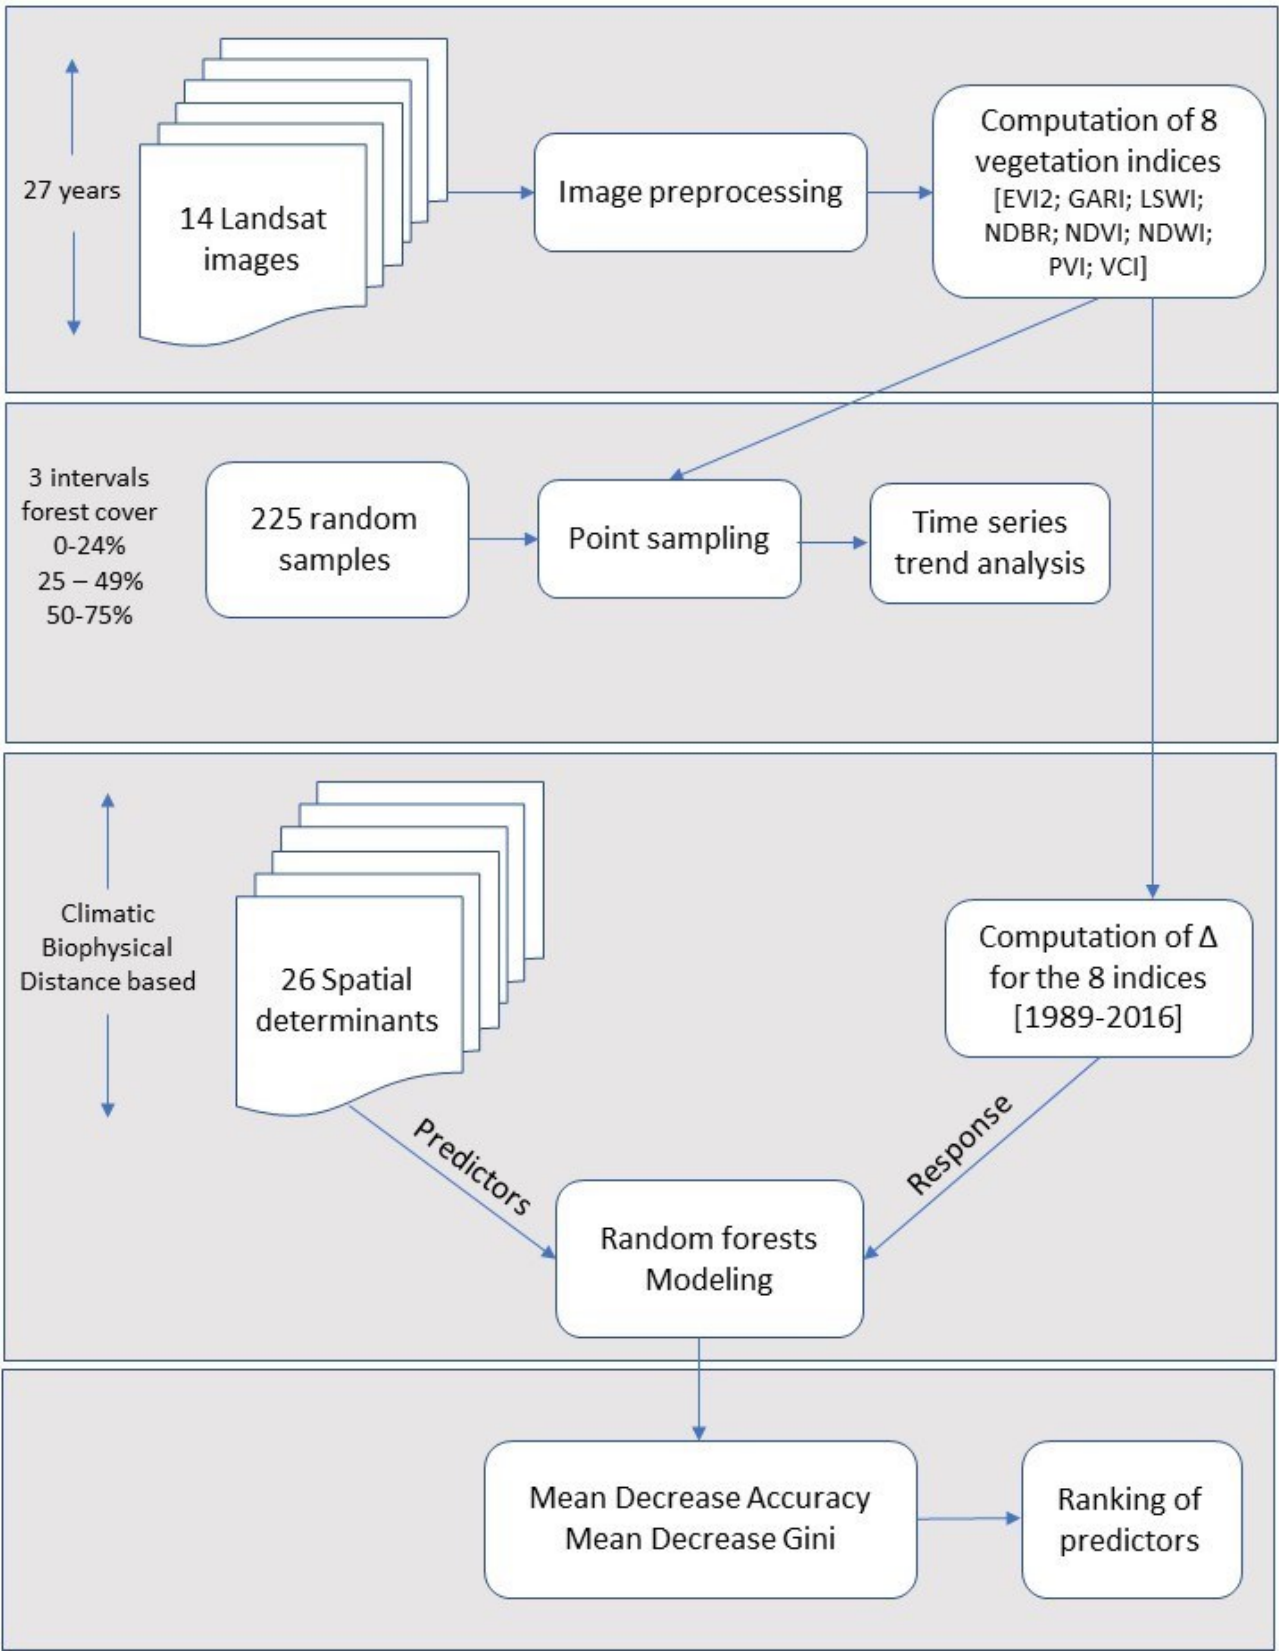 27 years
14 Landsat
images
Image preprocessing
Computation of 8
vegetation indices
[EVI2; GARI; LSWI;
NDBR; NDVI; NDWI;
PVI; VCI]
3 intervals
forest cover
0-24%
25 – 49%
50-75%
225 random
samples
Point sampling
Time series
trend analysis
Climatic
Biophysical
Distance based
26 Spatial
determinants
Computation of Δ
for the 8 indices
[1989-2016]
Predictors
Response
Random forests
Modeling
Mean Decrease Accuracy
Mean Decrease Gini
Ranking of
predictors